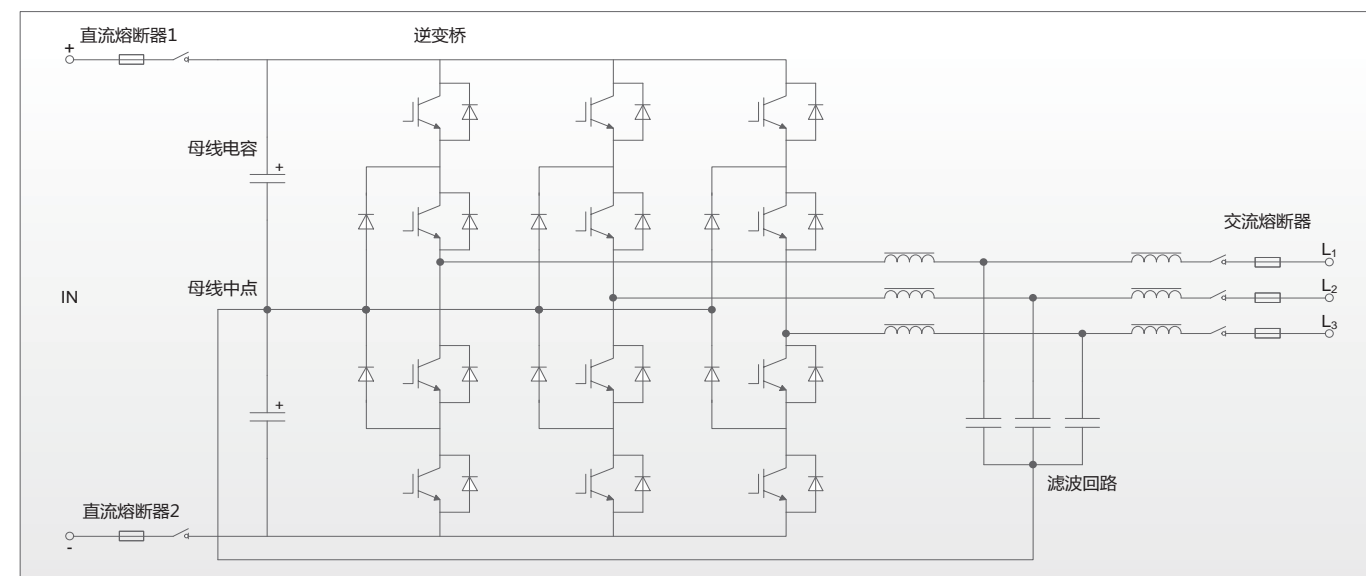 直流熔断器1
逆变桥
+
母线电容
+
交流熔断器
L₁
IN
母线中点
L₂
L₃
+
滤波回路
直流熔断器2
-